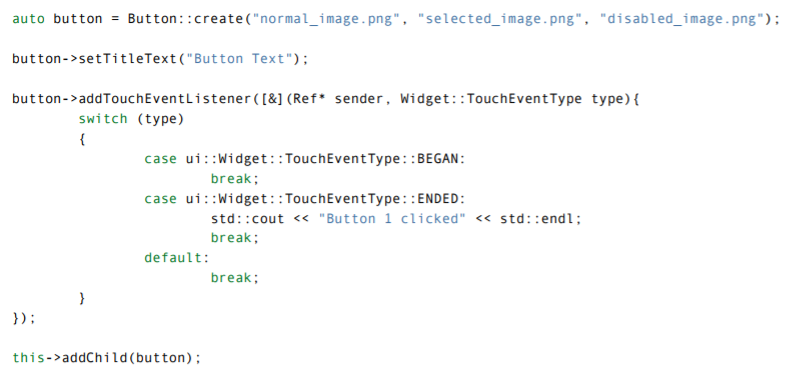 auto button = Button::create("normal_image.png", "selected_image.png", "disabled_image.png");
button->setTitleText("Button Text");
button->addTouchEventListener([&](Ref* sender, Widget::TouchEventType type){
        switch (type)
        {
                case ui::Widget::TouchEventType::BEGAN:
                        break;
                case ui::Widget::TouchEventType::ENDED:
                        std::cout << "Button 1 clicked" << std::endl;
                        break;
                default:
                        break;
        }
});
this->addChild(button);